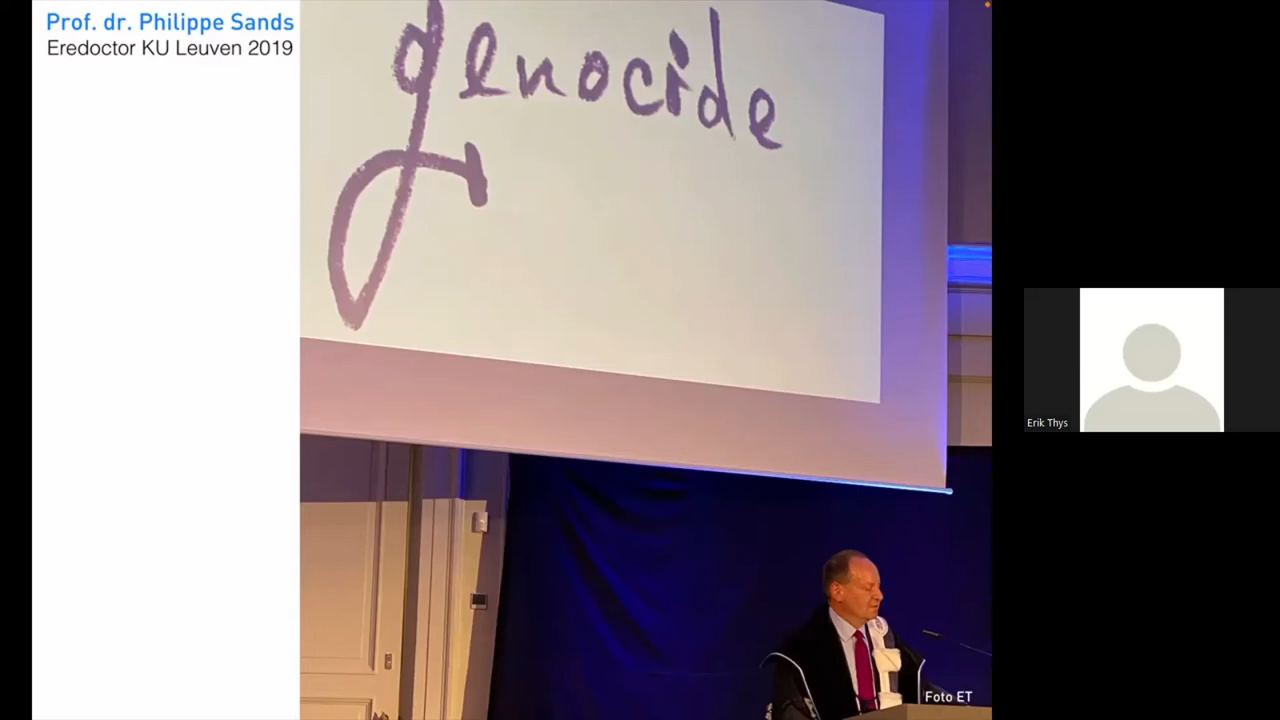 Prof. dr. Philippe Sands
Eredoctor KU Leuven 2019
genocide
Erik Thys
Foto ET